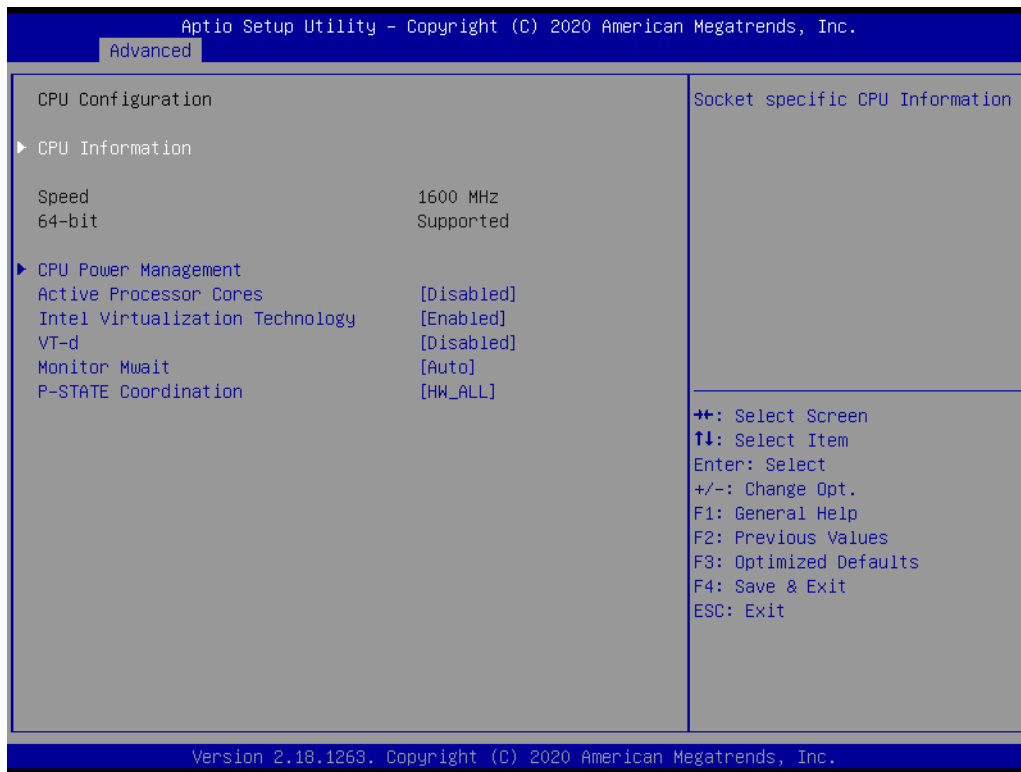 Aptio Setup Utility – Copyright (C) 2020 American Megatrends, Inc.
Advanced
CPU Configuration
Socket specific CPU Information
▶ CPU Information
Speed 1600 MHz
64-bit Supported
▶ CPU Power Management
Active Processor Cores [Disabled]
Intel Virtualization Technology [Enabled]
VT-d [Disabled]
Monitor Mwait [Auto]
P-STATE Coordination [HW_ALL]
→←: Select Screen
↑↓: Select Item
Enter: Select
+/-: Change Opt.
F1: General Help
F2: Previous Values
F3: Optimized Defaults
F4: Save & Exit
ESC: Exit
Version 2.18.1263. Copyright (C) 2020 American Megatrends, Inc.